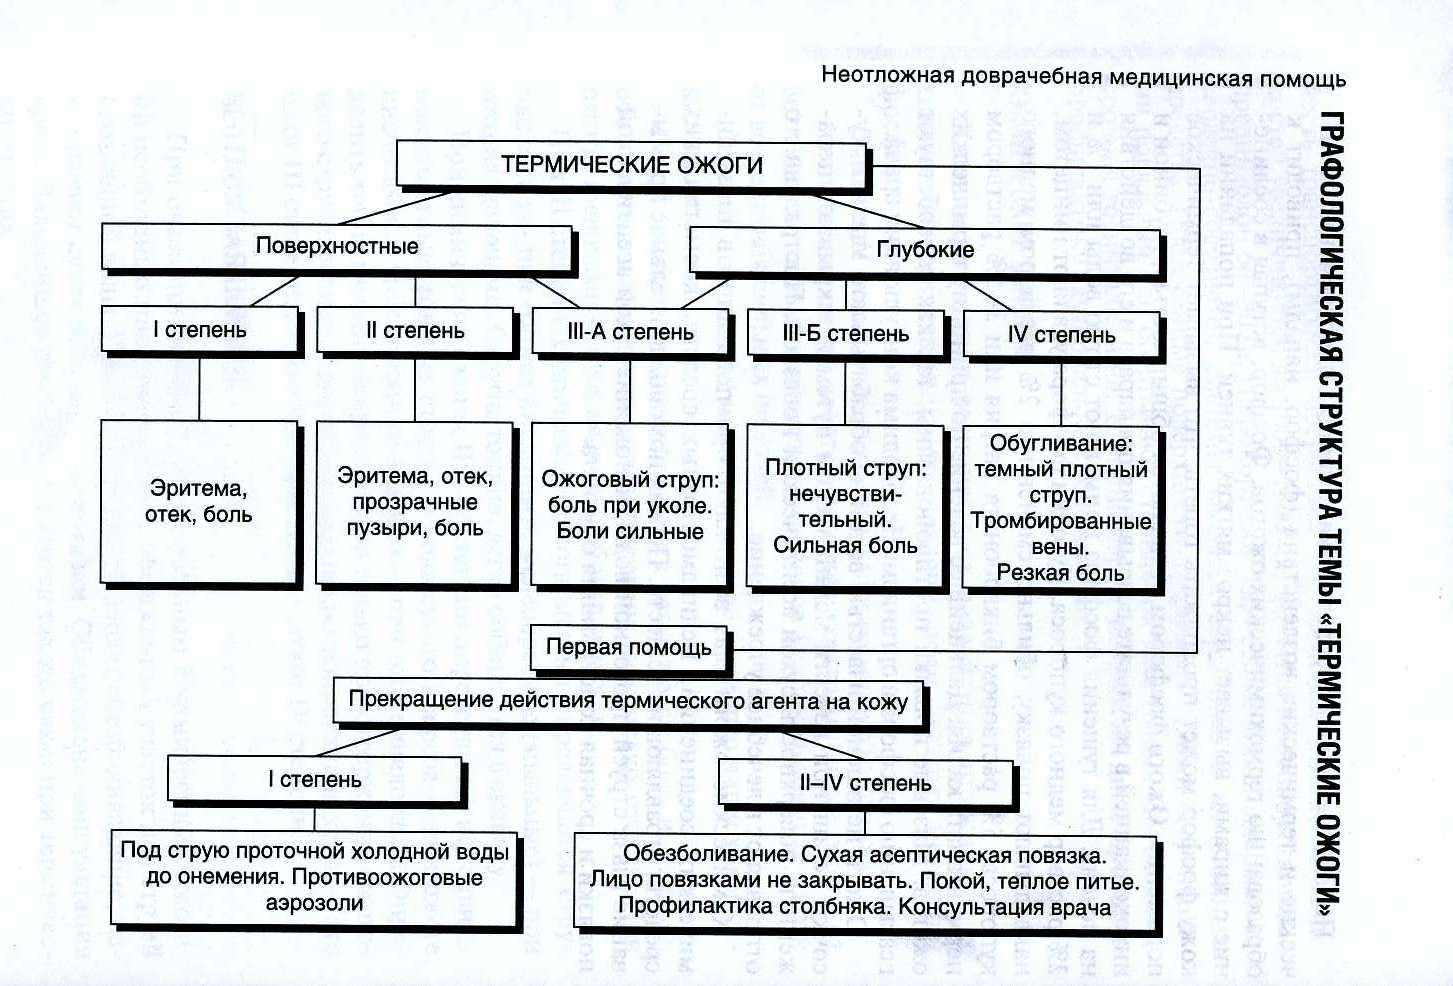 Неотложная доврачебная медицинская помощь
ГРАФОЛОГИЧЕСКАЯ СТРУКТУРА ТЕМЫ «ТЕРМИЧЕСКИЕ ОЖОГИ»
ТЕРМИЧЕСКИЕ ОЖОГИ
Поверхностные
Глубокие
I степень
II степень
III-А степень
III-Б степень
IV степень
Эритема,
отек, боль
Эритема, отек,
прозрачные
пузыри, боль
Ожоговый струп:
боль при уколе.
Боли сильные
Плотный струп:
нечувстви-
тельный.
Сильная боль
Обугливание:
темный плотный
струп.
Тромбированные
вены.
Резкая боль
Первая помощь
Прекращение действия термического агента на кожу
I степень
II–IV степень
Под струю проточной холодной воды
до онемения. Противоожоговые
аэрозоли
Обезболивание. Сухая асептическая повязка.
Лицо повязками не закрывать. Покой, теплое питье.
Профилактика столбняка. Консультация врача